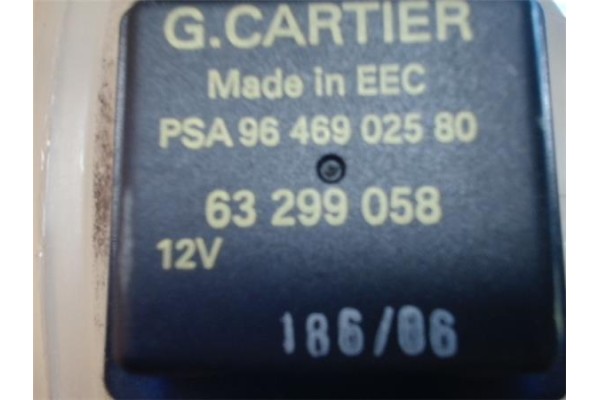 G.CARTIER
Made in EEC
PSA 96 469 025 80
63 299 058
12V
186/06